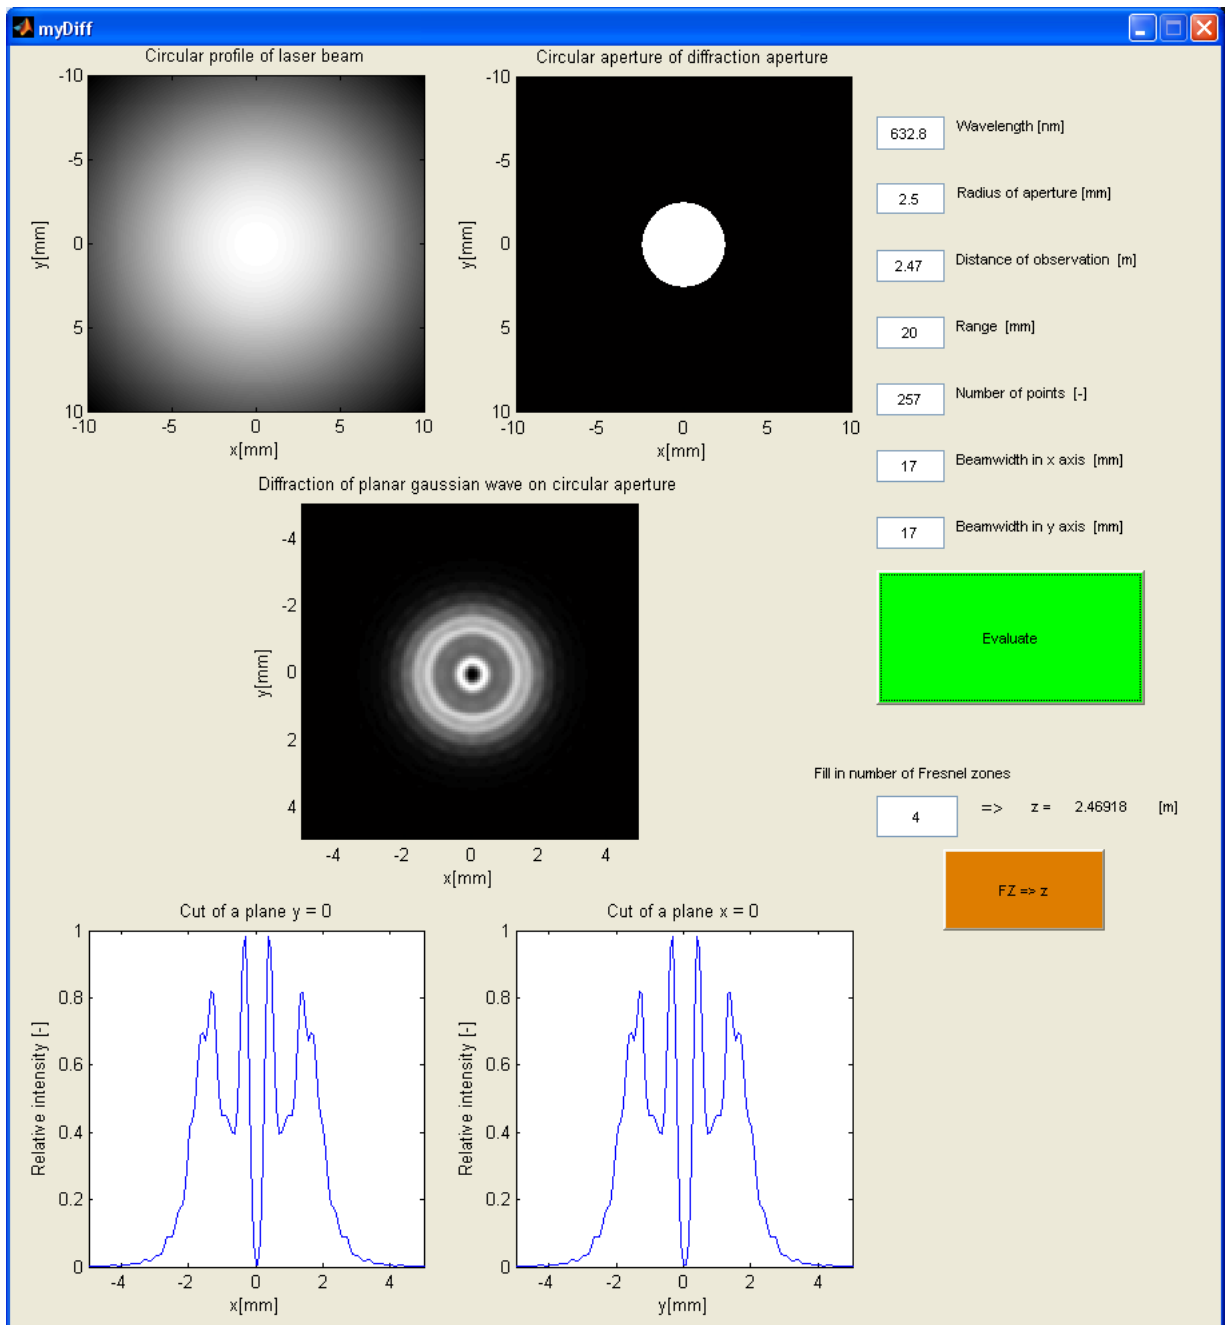 myDiff
Circular profile of laser beam
-10
-5
0
5
10
y[mm]
-10 -5 0 5 10
x[mm]
Circular aperture of diffraction aperture
-10
-5
0
5
10
y[mm]
-10 -5 0 5 10
x[mm]
632.8 Wavelength [nm]
2.5 Radius of aperture [mm]
2.47 Distance of observation [m]
20 Range [mm]
257 Number of points [-]
17 Beamwidth in x axis [mm]
17 Beamwidth in y axis [mm]
Evaluate
Diffraction of planar gaussian wave on circular aperture
-4
-2
0
2
4
y[mm]
-4 -2 0 2 4
x[mm]
Fill in number of Fresnel zones
4 => z = 2.46918 [m]
FZ => z
Cut of a plane y = 0
1
0.8
0.6
0.4
0.2
0
Relative intensity [-]
-4 -2 0 2 4
x[mm]
Cut of a plane x = 0
1
0.8
0.6
0.4
0.2
0
Relative intensity [-]
-4 -2 0 2 4
y[mm]